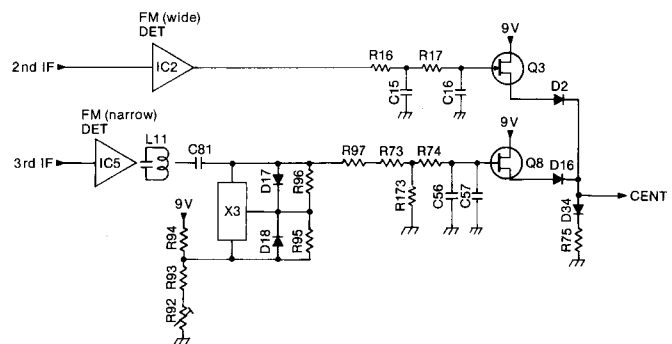 FM (wide)
DET
2nd IF
IC2
R16
R17
C15
C16
9V
Q3
D2
FM (narrow)
DET
3rd IF
IC5
L11
C81
X3
D17
D18
R96
R95
R97
R73
R74
R173
C56
C57
9V
Q8
D16
CENT
D34
R75
9V
R94
R93
R92